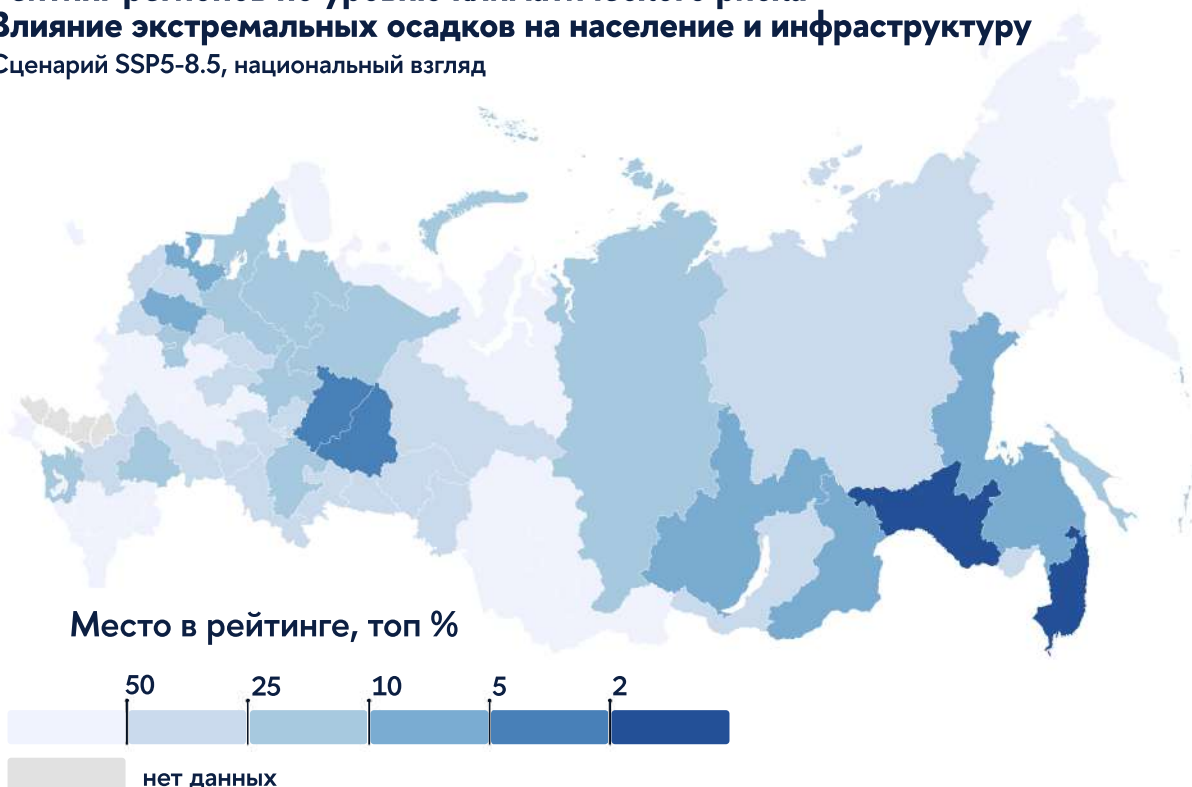 Влияние экстремальных осадков на население и инфраструктуру
Сценарий SSP5-8.5, национальный взгляд
Место в рейтинге, топ %
50 25 10 5 2
нет данных